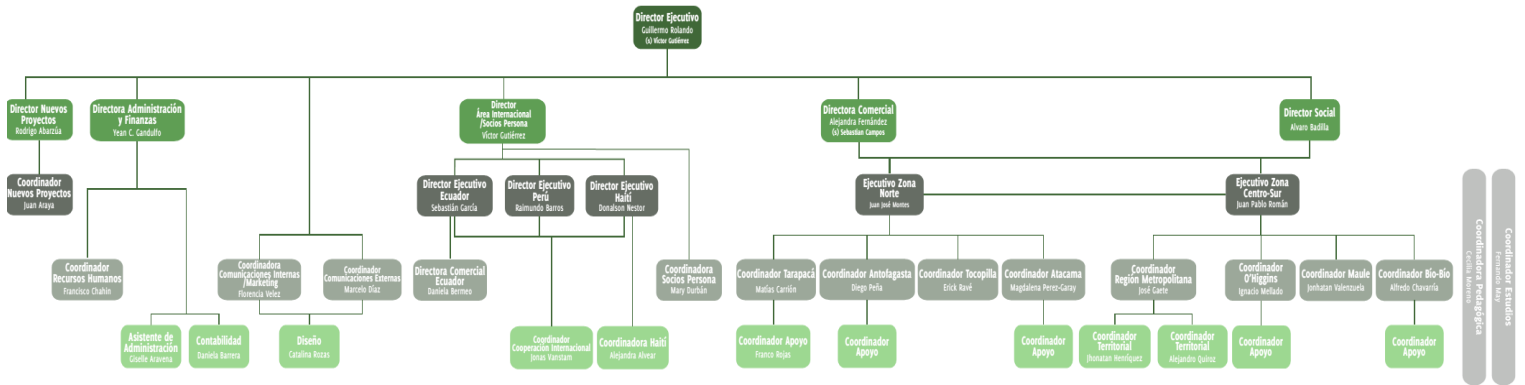 Director Ejecutivo
Guillermo Rolando
(s) Víctor Gutiérrez
Director Nuevos
Proyectos
Rodrigo Abarzúa
Directora Administración
y Finanzas
Yean C. Gandulfo
Director
Área Internacional
/Socios Persona
Víctor Gutiérrez
Directora Comercial
Alejandra Fernández
(s) Sebastian Campos
Director Social
Alvaro Badilla
Coordinador
Nuevos Proyectos
Juan Araya
Director Ejecutivo
Ecuador
Sebastián García
Director Ejecutivo
Perú
Raimundo Barros
Director Ejecutivo
Haití
Donalson Nestor
Ejecutivo Zona
Norte
Juan José Montes
Ejecutivo Zona
Centro-Sur
Juan Pablo Román
Coordinador
Recursos Humanos
Francisco Chahin
Coordinadora
Comunicaciones Internas
/Marketing
Florencia Velez
Coordinador
Comunicaciones Externas
Marcelo Díaz
Directora Comercial
Ecuador
Daniela Bermeo
Coordinadora
Socios Persona
Mary Durbán
Coordinador Tarapacá
Matías Carrión
Coordinador Antofagasta
Diego Peña
Coordinador Tocopilla
Erick Ravé
Coordinador Atacama
Magdalena Perez-Garay
Coordinador
Región Metropolitana
José Gaete
Coordinador
O'Higgins
Ignacio Mellado
Coordinador Maule
Jonhatan Valenzuela
Coordinador Bío-Bío
Alfredo Chavarría
Asistente de
Administración
Giselle Aravena
Contabilidad
Daniela Barrera
Diseño
Catalina Rozas
Coordinador
Cooperación Internacional
Jonas Vanstam
Coordinadora Haití
Alejandra Alvear
Coordinador Apoyo
Franco Rojas
Coordinador
Apoyo
Coordinador
Apoyo
Coordinador
Territorial
Jhonatan Henríquez
Coordinador
Territorial
Alejandro Quiroz
Coordinador
Apoyo
Coordinador
Apoyo
Coordinadora Pedagógica
Cecilia Moreno
Coordinador Estudios
Fernando May